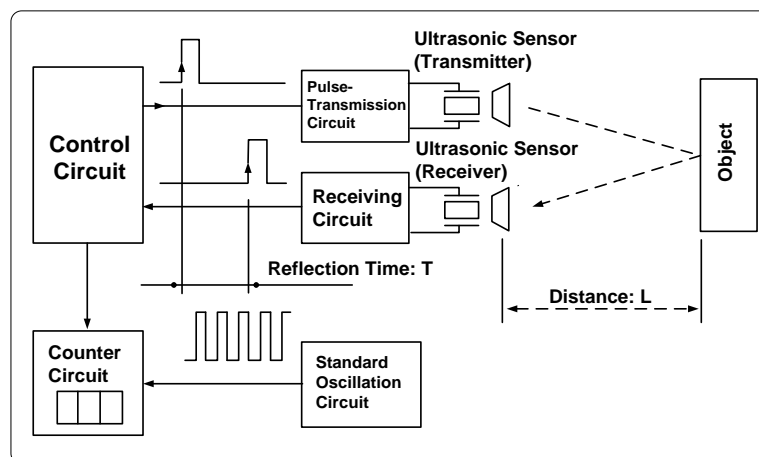 Ultrasonic Sensor
(Transmitter)
Pulse-
Transmission
Circuit
Control
Circuit
Object
Ultrasonic Sensor
(Receiver)
Receiving
Circuit
Reflection Time: T
Distance: L
Counter
Circuit
Standard
Oscillation
Circuit